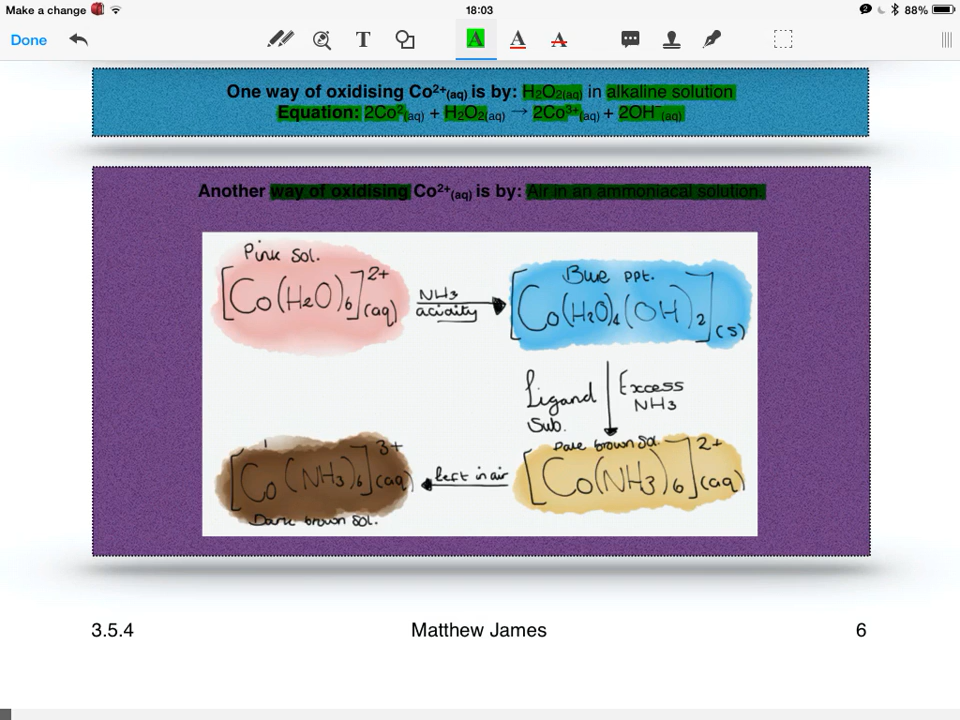 Make a change
18:03
2
88%
Done
T
A
A
A
One way of oxidising Co²⁺(aq) is by: H₂O₂(aq) in alkaline solution
Equation: 2Co²(aq) + H₂O₂(aq) → 2Co³⁺(aq) + 2OH⁻(aq)
Another way of oxidising Co²⁺(aq) is by: Air in an ammoniacal solution.
Pink sol.
[Co(H₂O)₆]²⁺(aq)
NH₃
acidity
Blue ppt.
[Co(H₂O)₄(OH)₂](s)
Ligand
Sub.
Excess
NH₃
Pale brown sol.
[Co(NH₃)₆]²⁺(aq)
left in air
[Co(NH₃)₆]³⁺(aq)
Dark brown sol.
3.5.4
Matthew James
6